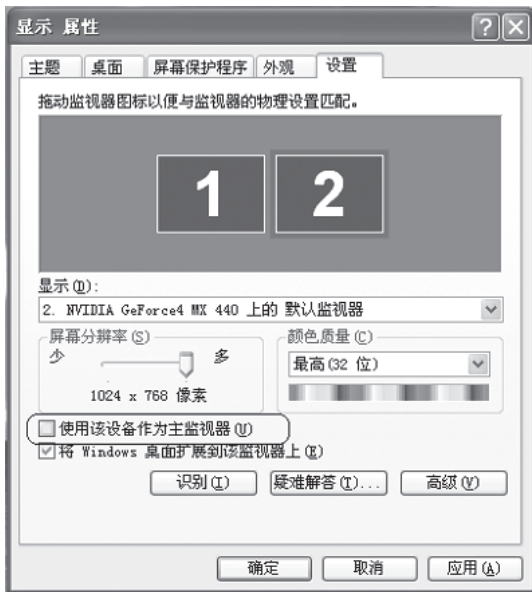 显示 属性
主题 桌面 屏幕保护程序 外观 设置
拖动监视器图标以便与监视器的物理设置匹配。
1 2
显示(D):
2. NVIDIA GeForce4 MX 440 上的 默认监视器
屏幕分辨率(S) 颜色质量(C)
少 多 最高(32 位)
1024 x 768 像素
使用该设备作为主监视器(U)
将 Windows 桌面扩展到该监视器上(E)
识别(I) 疑难解答(T)... 高级(V)
确定 取消 应用(A)